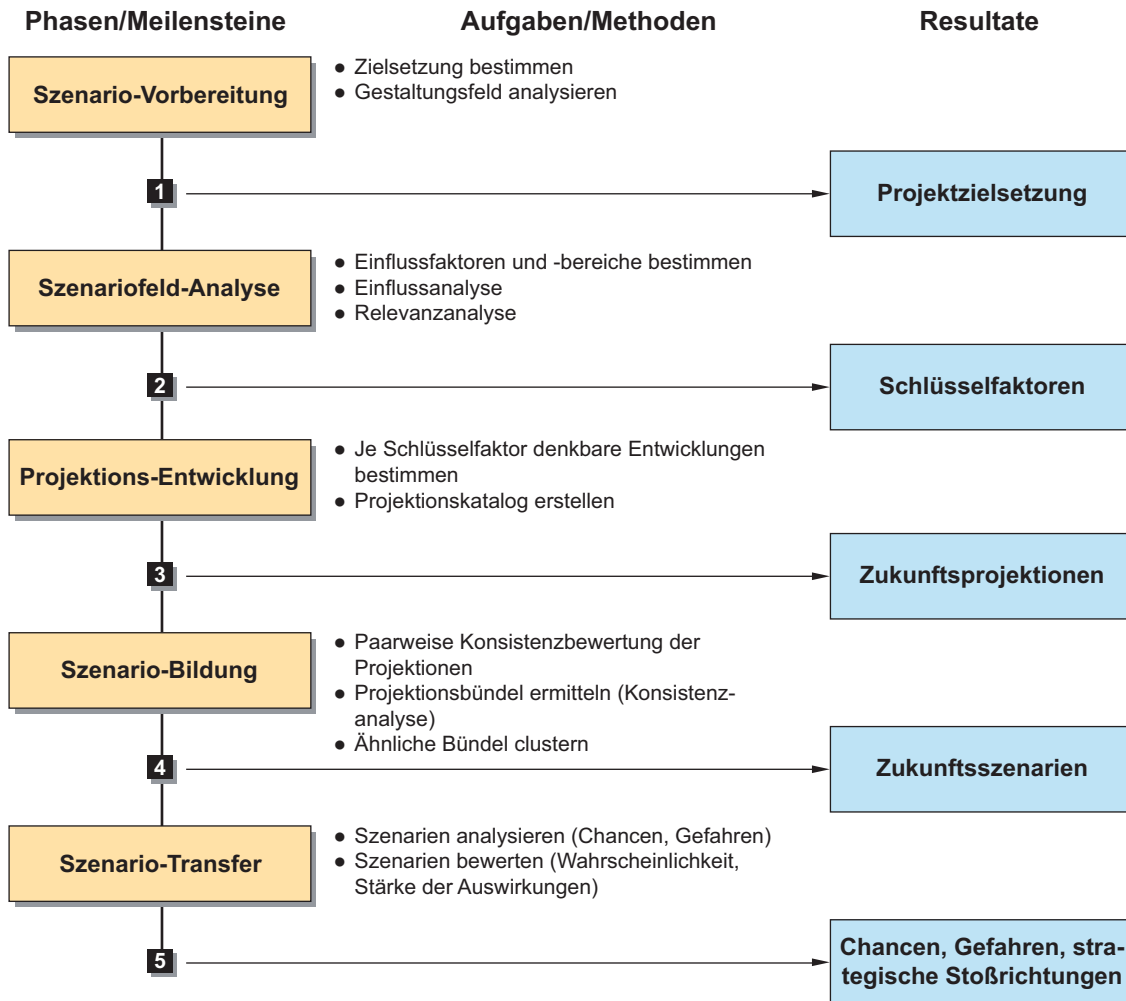 Phasen/Meilensteine
Aufgaben/Methoden
Resultate
Szenario-Vorbereitung
● Zielsetzung bestimmen
● Gestaltungsfeld analysieren
1
Projektzielsetzung
Szenariofeld-Analyse
● Einflussfaktoren und -bereiche bestimmen
● Einflussanalyse
● Relevanzanalyse
2
Schlüsselfaktoren
Projektions-Entwicklung
● Je Schlüsselfaktor denkbare Entwicklungen
bestimmen
● Projektionskatalog erstellen
3
Zukunftsprojektionen
Szenario-Bildung
● Paarweise Konsistenzbewertung der
Projektionen
● Projektionsbündel ermitteln (Konsistenz-
analyse)
● Ähnliche Bündel clustern
4
Zukunftsszenarien
Szenario-Transfer
● Szenarien analysieren (Chancen, Gefahren)
● Szenarien bewerten (Wahrscheinlichkeit,
Stärke der Auswirkungen)
5
Chancen, Gefahren, stra-
tegische Stoßrichtungen